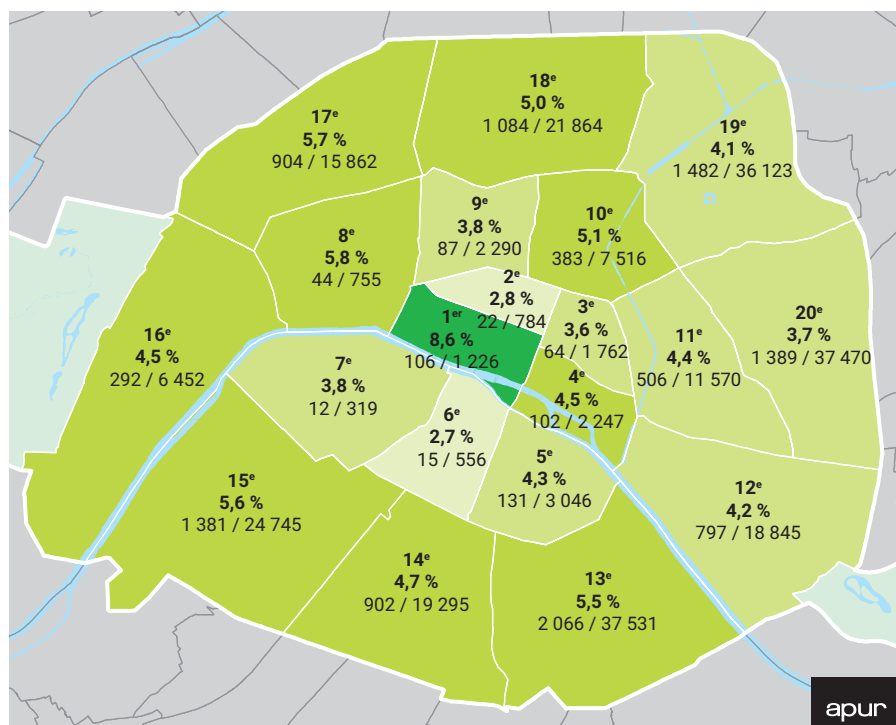 18e
5,0 %
1 084 / 21 864
17e
5,7 %
904 / 15 862
19e
4,1 %
1 482 / 36 123
9e
3,8 %
87 / 2 290
10e
5,1 %
383 / 7 516
8e
5,8 %
44 / 755
2e
2,8 %
22 / 784
1er
8,6 %
106 / 1 226
3e
3,6 %
64 / 1 762
20e
3,7 %
1 389 / 37 470
16e
4,5 %
292 / 6 452
11e
4,4 %
506 / 11 570
7e
3,8 %
12 / 319
4e
4,5 %
102 / 2 247
6e
2,7 %
15 / 556
5e
4,3 %
131 / 3 046
15e
5,6 %
1 381 / 24 745
12e
4,2 %
797 / 18 845
14e
4,7 %
902 / 19 295
13e
5,5 %
2 066 / 37 531
apur